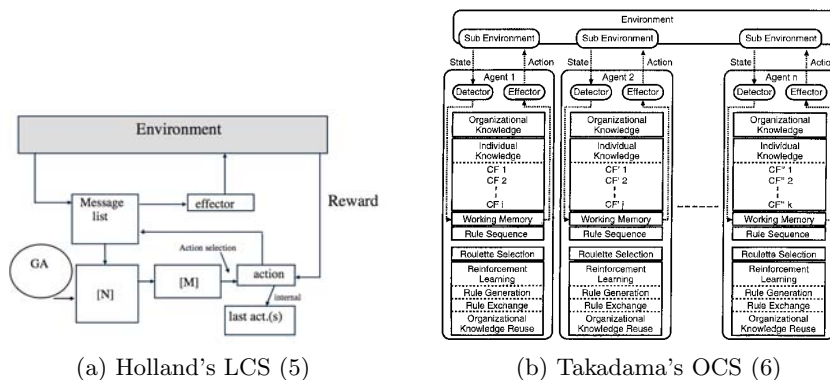 Environment
Message
list
effector
Reward
Action selection
GA
[N]
[M]
action
internal
last act.(s)
(a) Holland's LCS (5)
Environment
Sub Environment
Sub Environment
Sub Environment
State
Action
State
Action
State
Action
Agent 1
Detector
Effector
Organizational
Knowledge
Individual
Knowledge
CF 1
CF 2
CF i
Working Memory
Rule Sequence
Roulette Selection
Reinforcement
Learning
Rule Generation
Rule Exchange
Organizational
Knowledge Reuse
Agent 2
Detector
Effector
Organizational
Knowledge
Individual
Knowledge
CF' 1
CF' 2
CF' j
Working Memory
Rule Sequence
Roulette Selection
Reinforcement
Learning
Rule Generation
Rule Exchange
Organizational
Knowledge Reuse
Agent n
Detector
Effector
Organizational
Knowledge
Individual
Knowledge
CF" 1
CF" 2
CF" k
Working Memory
Rule Sequence
Roulette Selection
Reinforcement
Learning
Rule Generation
Rule Exchange
Organizational
Knowledge Reuse
(b) Takadama's OCS (6)